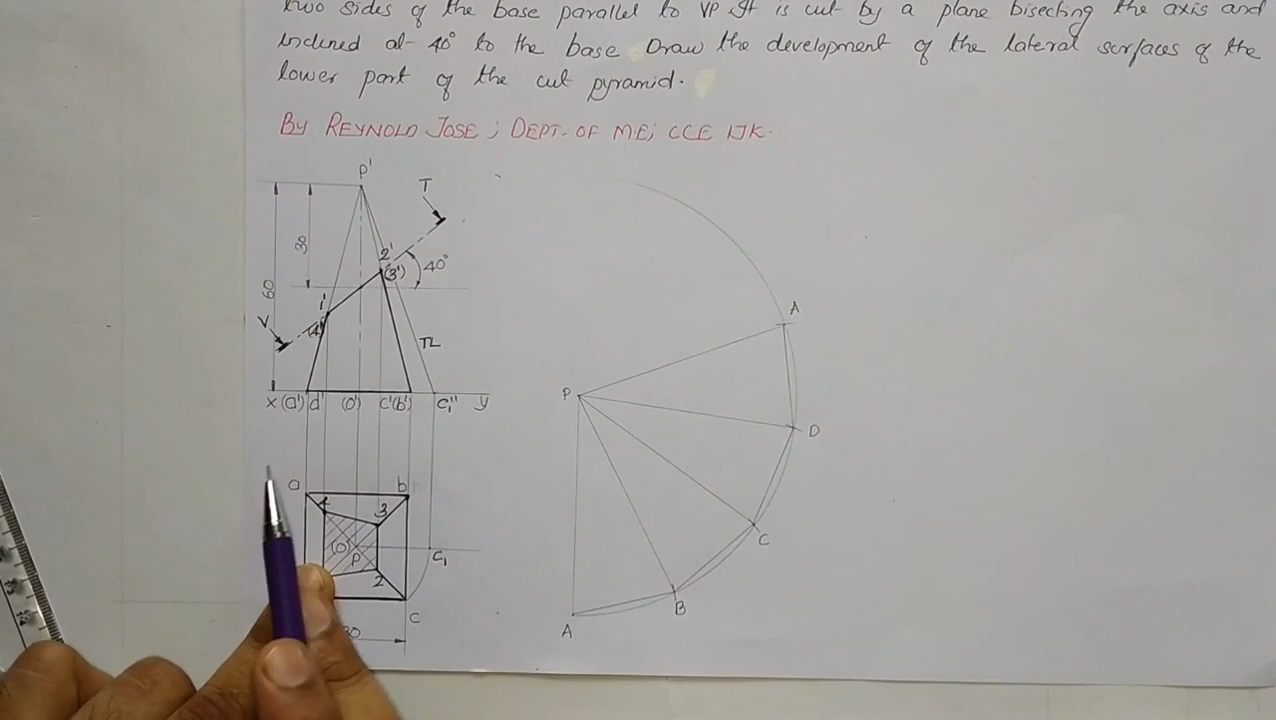 two sides of the base parallel to VP. It is cut by a plane bisecting the axis and
inclined at 40° to the base Draw the development of the lateral surfaces of the
lower part of the cut pyramid.
By REYNOLD JOSE; DEPT. OF M.E; CCE IJK.
P'
T
2'
(3') 40°
30
60
1'
(4')
V
TL
X (a') d' (O') c'(b') C1'' y
a b
4 3
(O) P C1
2
C
30
A
P
D
C
B
A